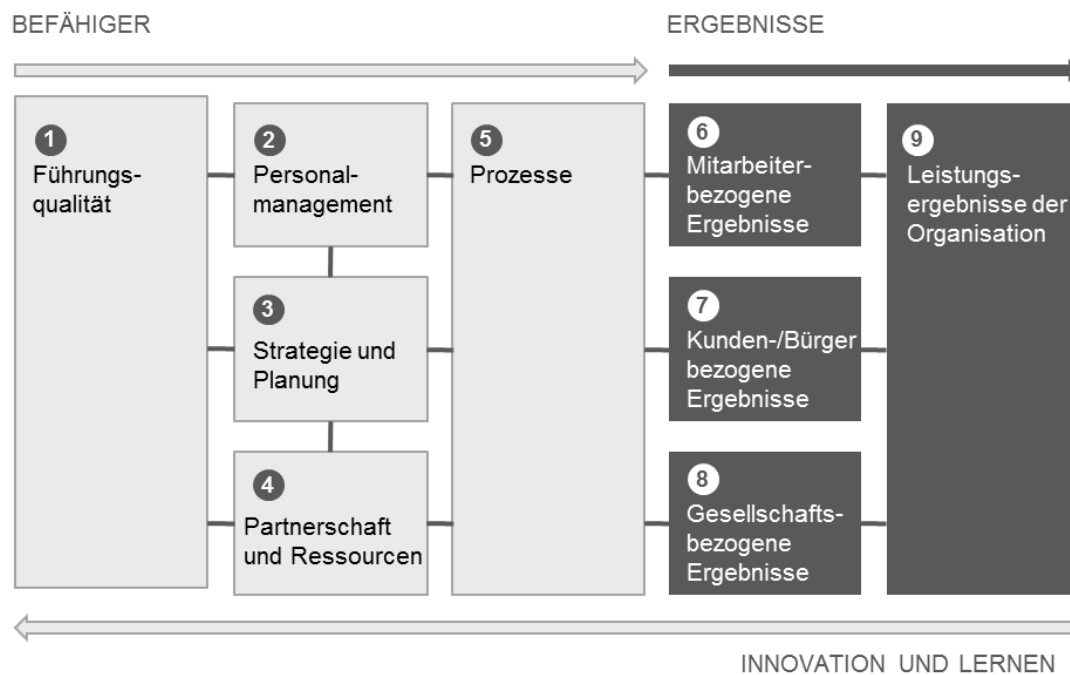 BEFÄHIGER
ERGEBNISSE
1
Führungs-
qualität
2
Personal-
management
3
Strategie und
Planung
4
Partnerschaft
und Ressourcen
5
Prozesse
6
Mitarbeiter-
bezogene
Ergebnisse
7
Kunden-/Bürger
bezogene
Ergebnisse
8
Gesellschafts-
bezogene
Ergebnisse
9
Leistungs-
ergebnisse der
Organisation
INNOVATION UND LERNEN